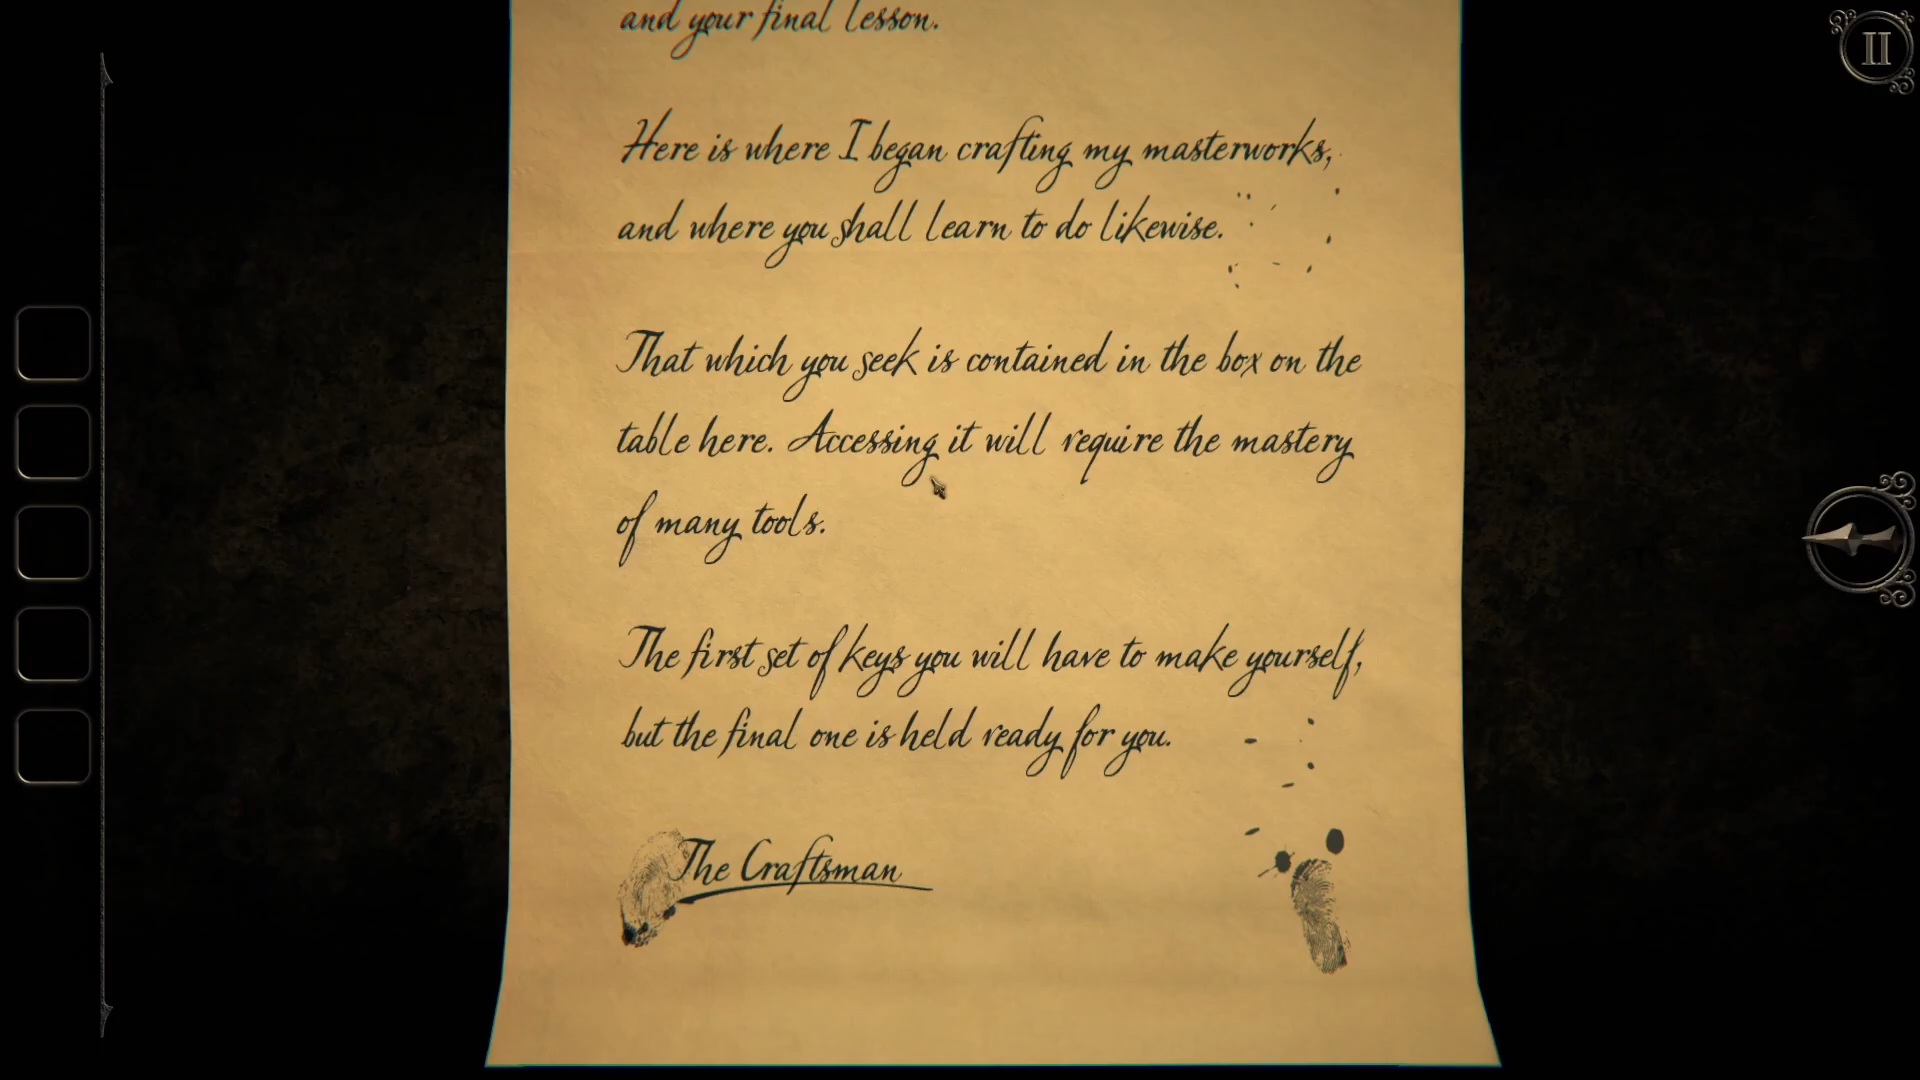 and your final lesson.
Here is where I began crafting my masterworks,
and where you shall learn to do likewise.
That which you seek is contained in the box on the
table here. Accessing it will require the mastery
of many tools.
The first set of keys you will have to make yourself,
but the final one is held ready for you.
The Craftsman
II